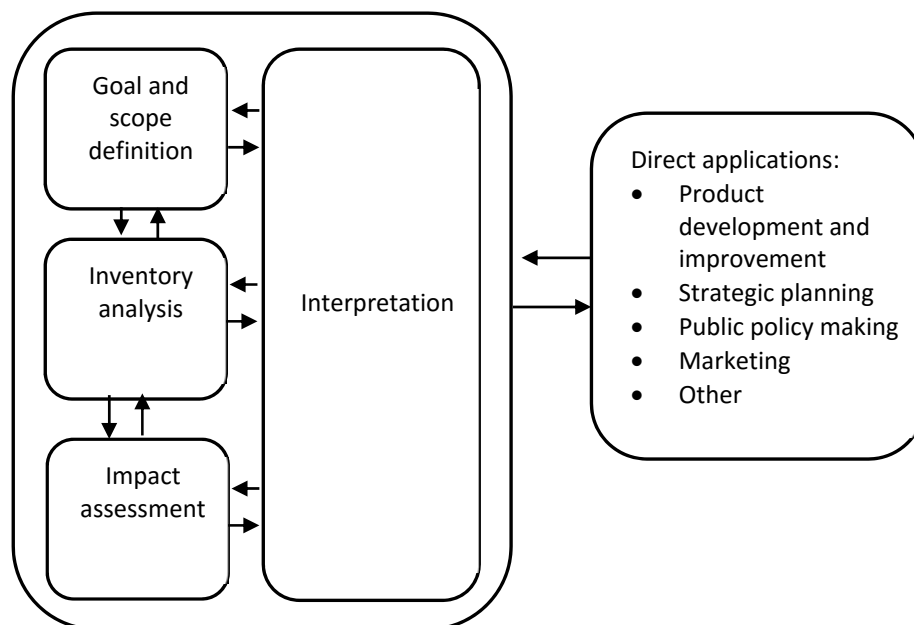 Goal and
scope
definition
Inventory
analysis
Impact
assessment
Interpretation
Direct applications:
• Product
development and
improvement
• Strategic planning
• Public policy making
• Marketing
• Other